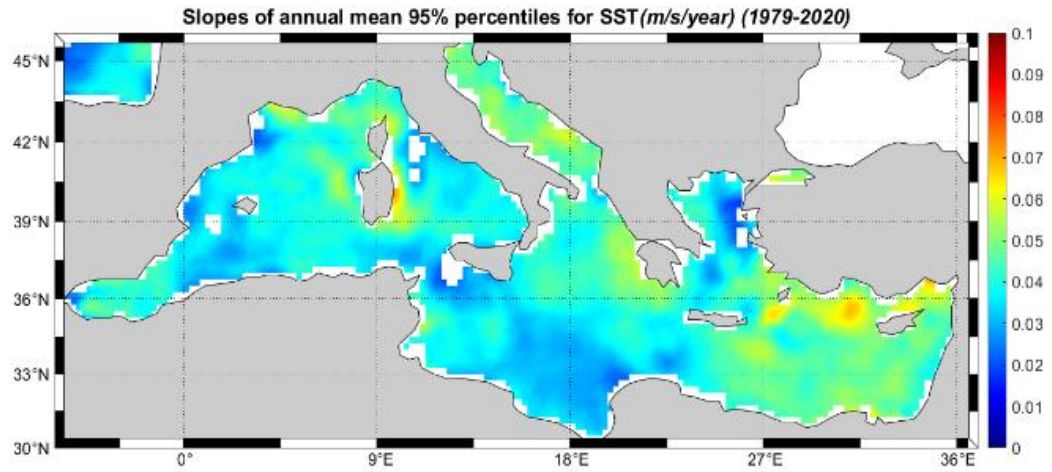 Slopes of annual mean 95% percentiles for SST(m/s/year) (1979-2020)
45°N
42°N
39°N
36°N
33°N
30°N
0°
9°E
18°E
27°E
36°E
0.1
0.09
0.08
0.07
0.06
0.05
0.04
0.03
0.02
0.01
0